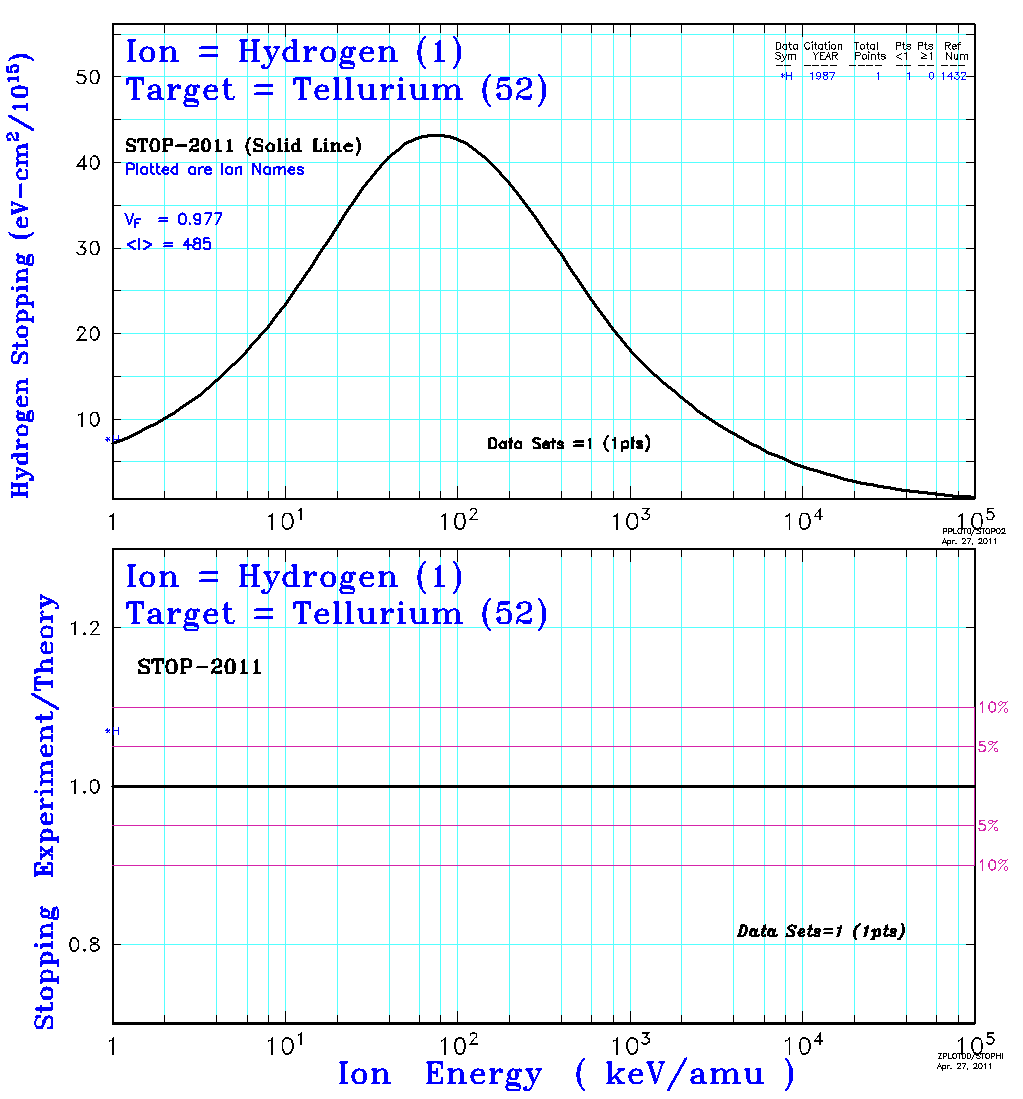 Ion = Hydrogen (1)
Target = Tellurium (52)
STOP-2011 (Solid Line)
Plotted are Ion Names
VF = 0.977
<I> = 485
Data Citation Total Pts Pts Ref
Sym YEAR Points <1 ≥1 Num
*H 1987 1 1 0 1432
Hydrogen Stopping (eV-cm²/10¹⁵)
50
40
30
20
10
*H
Data Sets =1 (1pts)
1 10¹ 10² 10³ 10⁴ 10⁵
PPLOTQ/STOPO2
Apr. 27, 2011
Ion = Hydrogen (1)
Target = Tellurium (52)
STOP-2011
Stopping Experiment/Theory
1.2
1.0
0.8
*H
10%
5%
5%
10%
Data Sets=1 (1pts)
1 10¹ 10² 10³ 10⁴ 10⁵
Ion Energy ( keV/amu )
Apr. 27, 2011